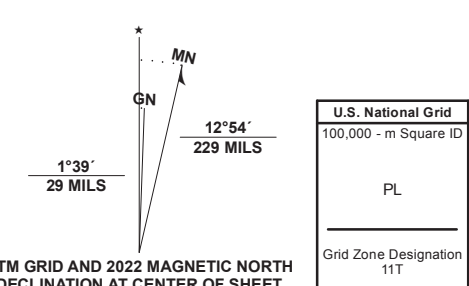 ★
MN
GN
12°54´
229 MILS
1°39´
29 MILS
TM GRID AND 2022 MAGNETIC NORTH
DECLINATION AT CENTER OF SHEET
U.S. National Grid
100,000 - m Square ID
PL
Grid Zone Designation
11T